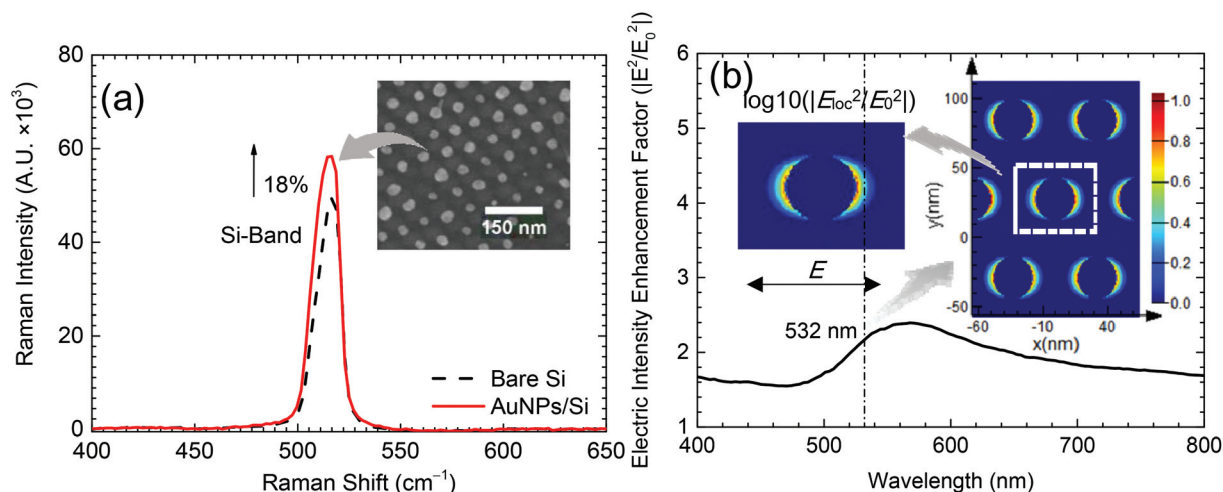 (a)
Raman Intensity (A.U. ×10³)
80
60
40
20
0
18%
Si-Band
150 nm
Bare Si
AuNPs/Si
400
450
500
550
600
650
Raman Shift (cm⁻¹)
(b)
Electric Intensity Enhancement Factor (|E²/E₀²|)
6
5
4
3
2
1
log10(|Eloc²/E0²|)
E
532 nm
y(nm)
100
50
0
-50
-60
-10
40
x(nm)
1.0
0.8
0.6
0.4
0.2
0.0
400
500
600
700
800
Wavelength (nm)